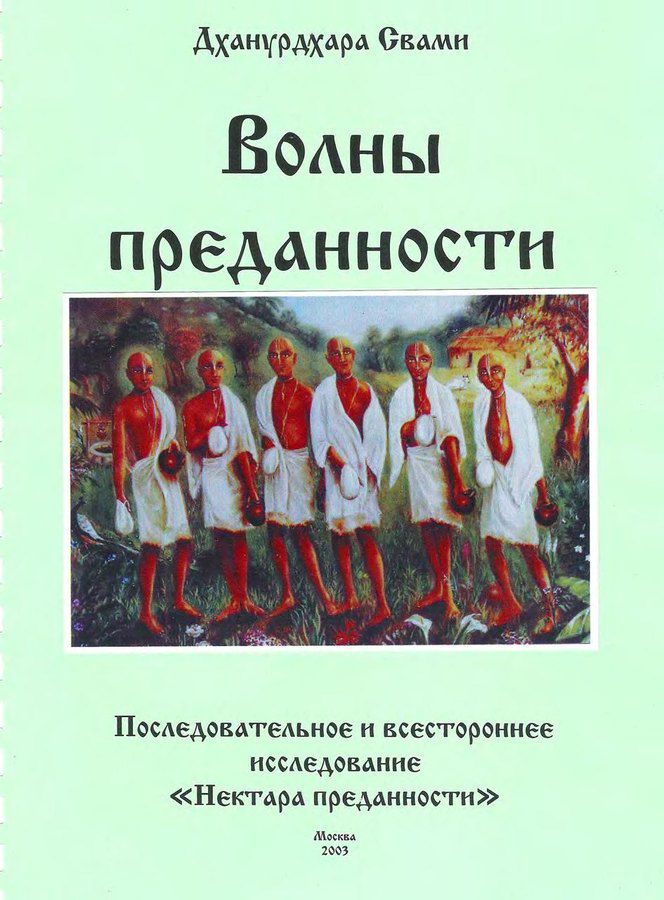 Дханурдхара Свами
Волны
преданности
Последовательное и всестороннее
исследование
«Нектара преданности»
Москва
2003